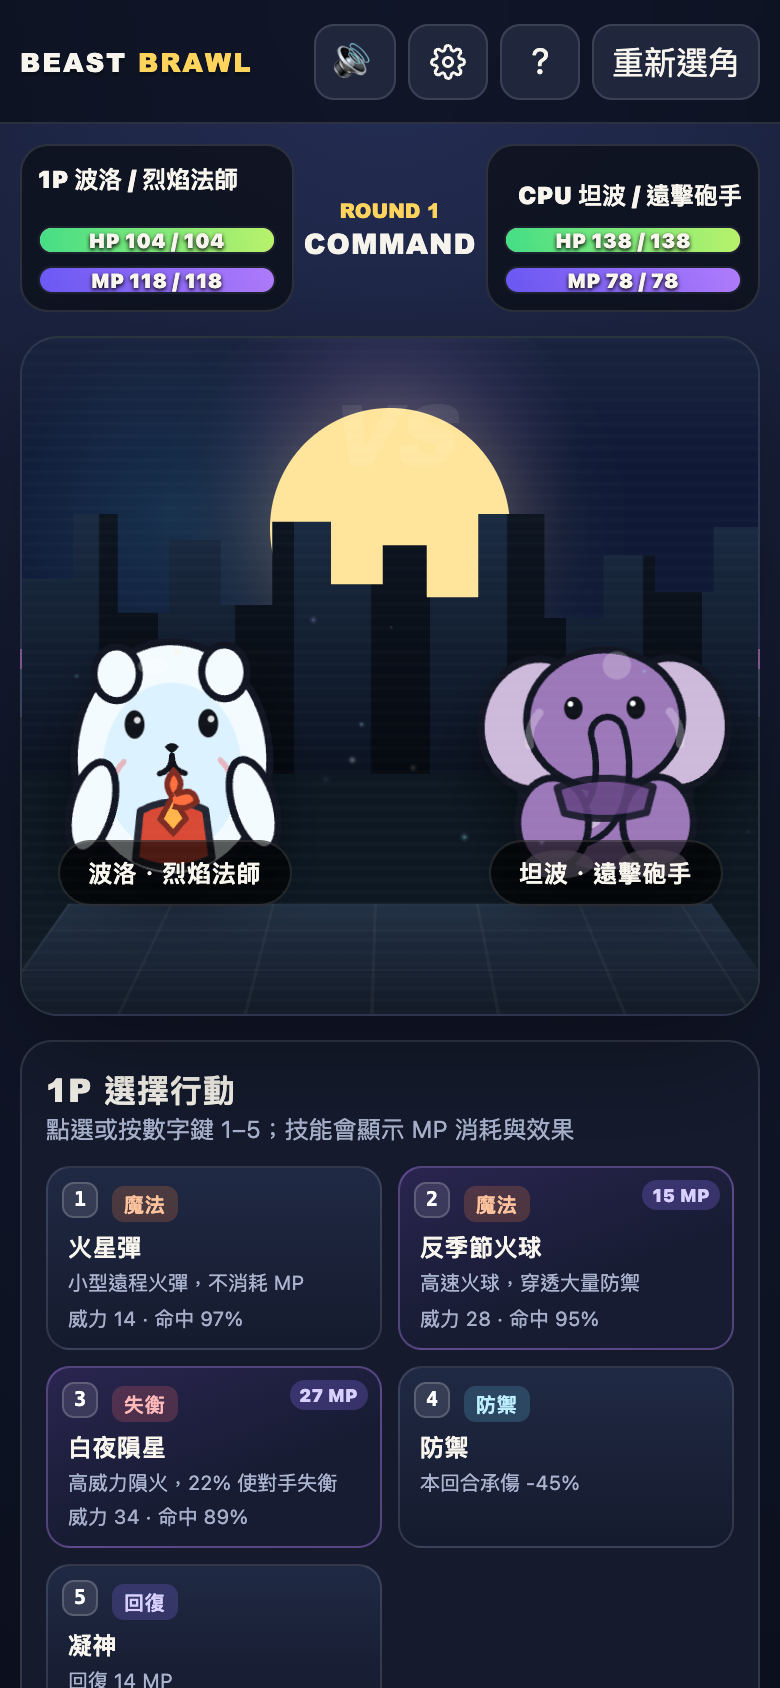 BEAST BRAWL
?
重新選角
1P 波洛 / 烈焰法師
HP 104 / 104
MP 118 / 118
ROUND 1
COMMAND
CPU 坦波 / 遠擊砲手
HP 138 / 138
MP 78 / 78
VS
波洛 · 烈焰法師
坦波 · 遠擊砲手
1P 選擇行動
點選或按數字鍵 1–5；技能會顯示 MP 消耗與效果
1 魔法
火星彈
小型遠程火彈，不消耗 MP
威力 14 · 命中 97%
2 魔法 15 MP
反季節火球
高速火球，穿透大量防禦
威力 28 · 命中 95%
3 失衡 27 MP
白夜隕星
高威力隕火，22% 使對手失衡
威力 34 · 命中 89%
4 防禦
防禦
本回合承傷 -45%
5 回復
凝神
回復 14 MP